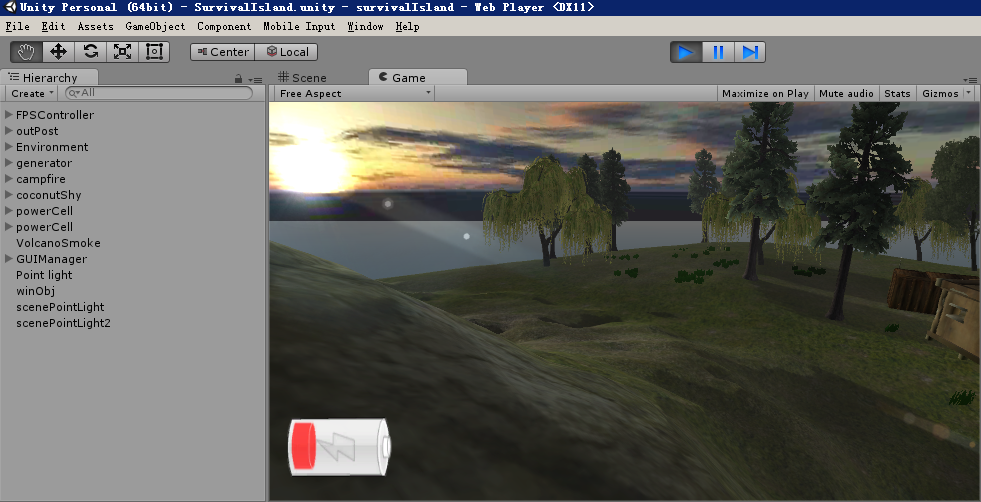 Unity Personal (64bit) - SurvivalIsland.unity - survivalIsland - Web Player <DX11>
File Edit Assets GameObject Component Mobile Input Window Help
Center Local
Hierarchy
Create All
FPSController
outPost
Environment
generator
campfire
coconutShy
powerCell
powerCell
VolcanoSmoke
GUIManager
Point light
winObj
scenePointLight
scenePointLight2
Scene Game
Free Aspect Maximize on Play Mute audio Stats Gizmos